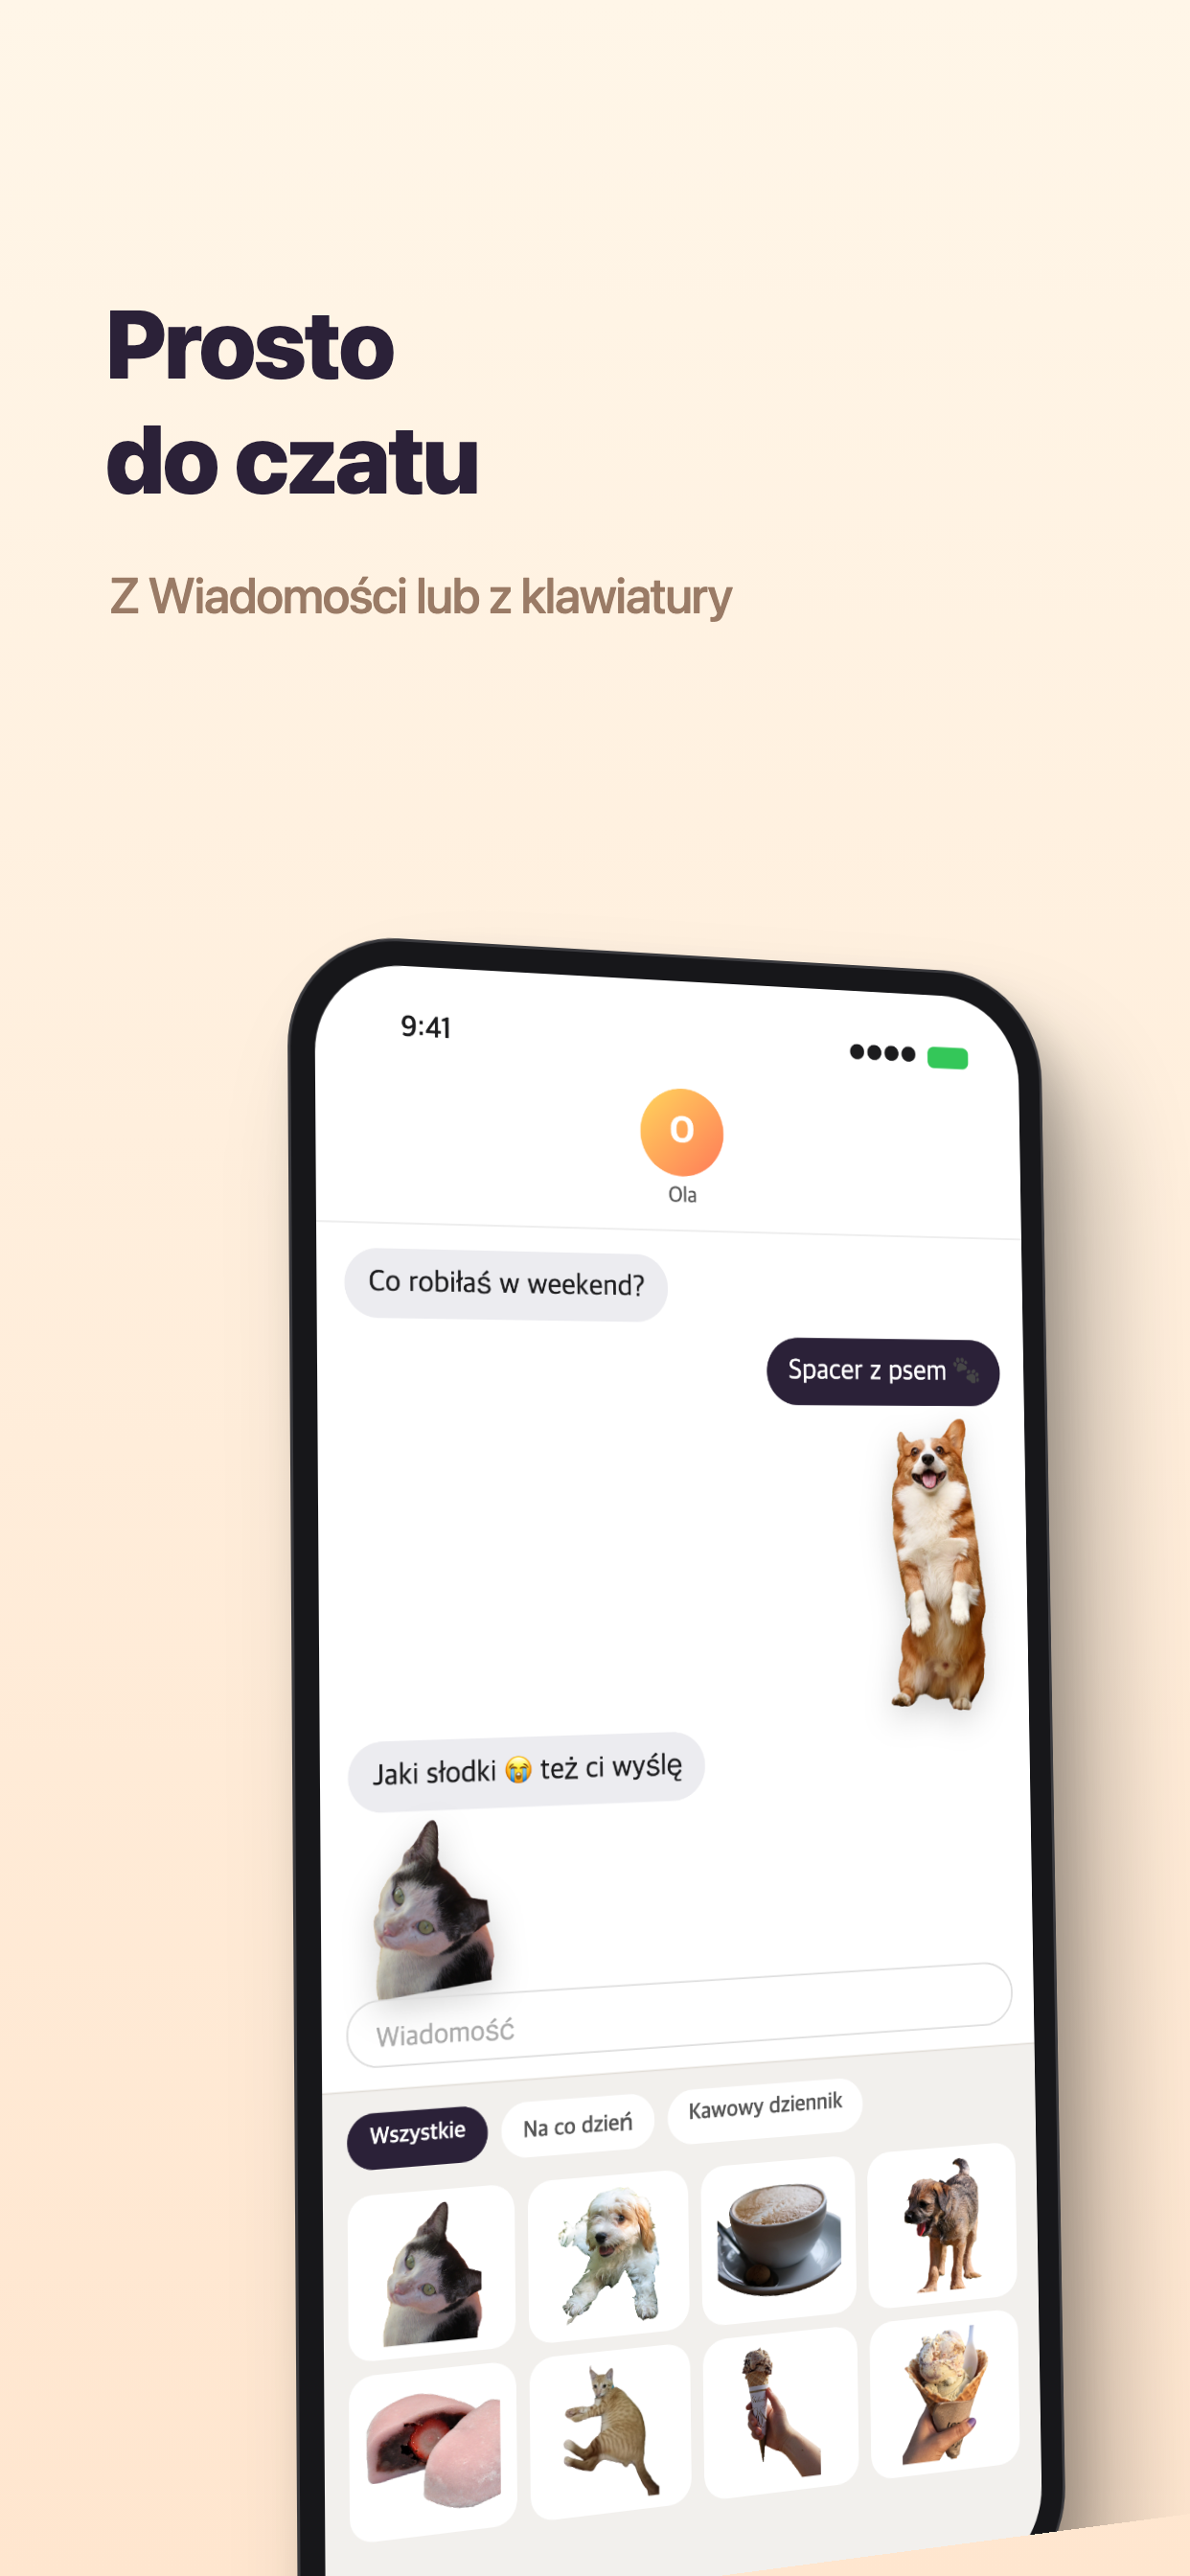 Prosto
do czatu
Z Wiadomości lub z klawiatury
9:41
O
Ola
Co robiłaś w weekend?
Spacer z psem 🐾
Jaki słodki 😭 też ci wyślę
Wiadomość
Wszystkie
Na co dzień
Kawowy dziennik